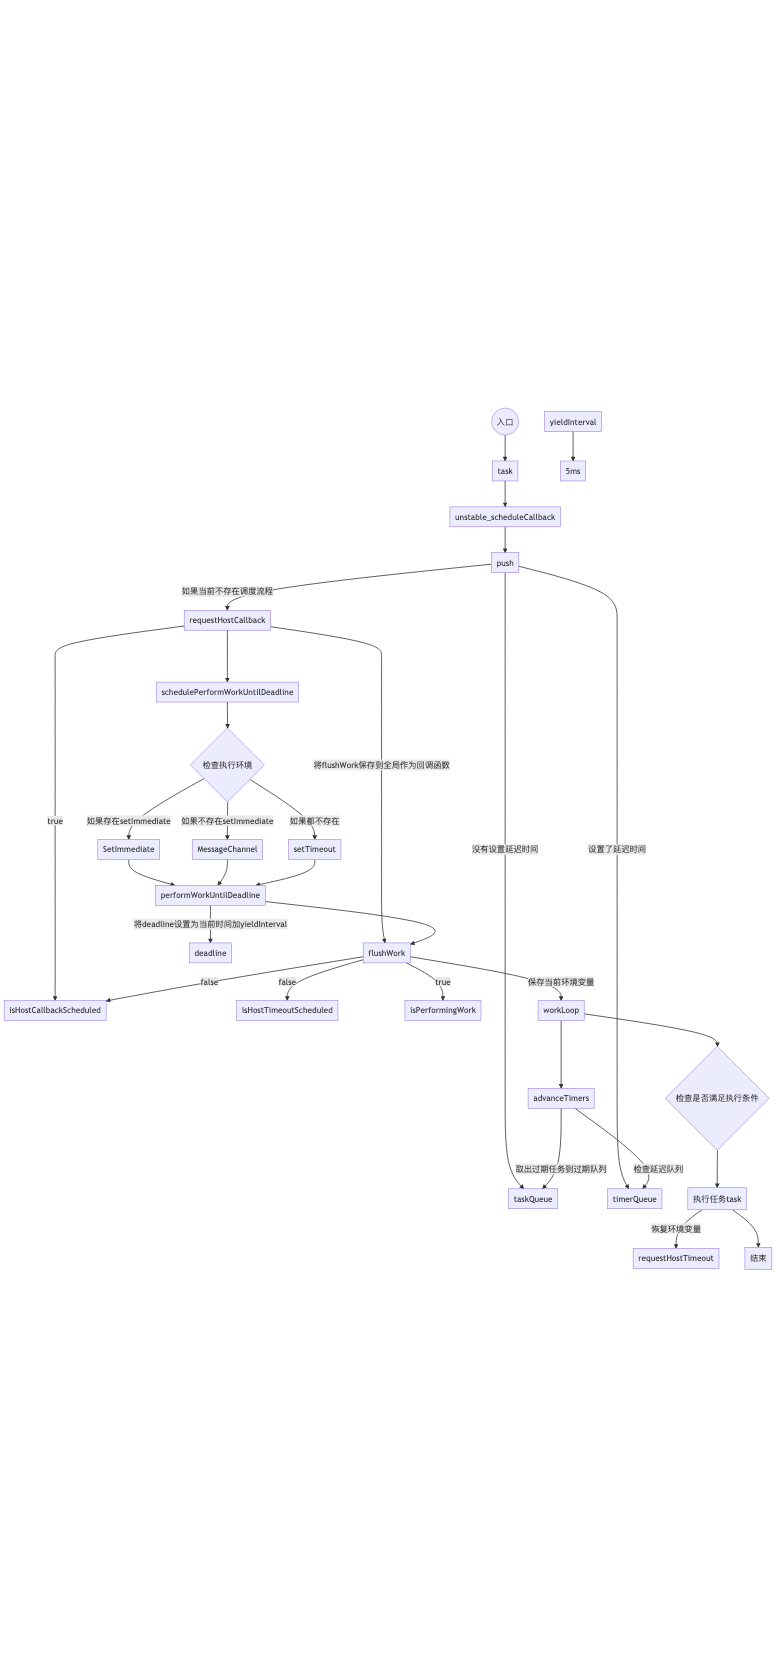 入口
yieldInterval
task
5ms
unstable_scheduleCallback
push
如果当前不存在调度流程
requestHostCallback
schedulePerformWorkUntilDeadline
检查执行环境
将flushWork保存到全局作为回调函数
true
如果存在setImmediate
如果不存在setImmediate
如果都不存在
SetImmediate
MessageChannel
setTimeout
没有设置延迟时间
设置了延迟时间
performWorkUntilDeadline
将deadline设置为当前时间加yieldInterval
deadline
flushWork
false
false
true
保存当前环境变量
isHostCallbackScheduled
isHostTimeoutScheduled
isPerformingWork
workLoop
advanceTimers
检查是否满足执行条件
取出过期任务到过期队列
检查延迟队列
taskQueue
timerQueue
执行任务task
恢复环境变量
requestHostTimeout
结束